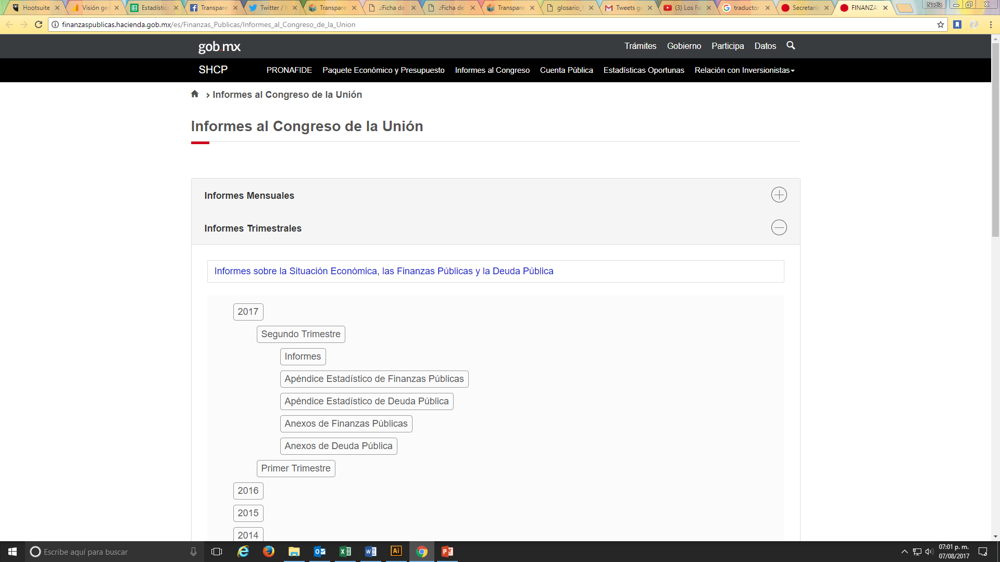 Hootsuite
Visión ge
Estadística
Transpare
Twitter / N
Transpare
.:Ficha de
.:Ficha de
Transpare
glosario_f
Tweets gu
(3) Los Fa
traductor
Secretaría
FINANZA
Nadia
finanzaspublicas.hacienda.gob.mx/es/Finanzas_Publicas/Informes_al_Congreso_de_la_Union
gob.mx
Trámites Gobierno Participa Datos
SHCP PRONAFIDE Paquete Económico y Presupuesto Informes al Congreso Cuenta Pública Estadísticas Oportunas Relación con Inversionistas
> Informes al Congreso de la Unión
Informes al Congreso de la Unión
Informes Mensuales
Informes Trimestrales
Informes sobre la Situación Económica, las Finanzas Públicas y la Deuda Pública
2017
Segundo Trimestre
Informes
Apéndice Estadístico de Finanzas Públicas
Apéndice Estadístico de Deuda Pública
Anexos de Finanzas Públicas
Anexos de Deuda Pública
Primer Trimestre
2016
2015
2014
Escribe aquí para buscar
07:01 p. m.
07/08/2017